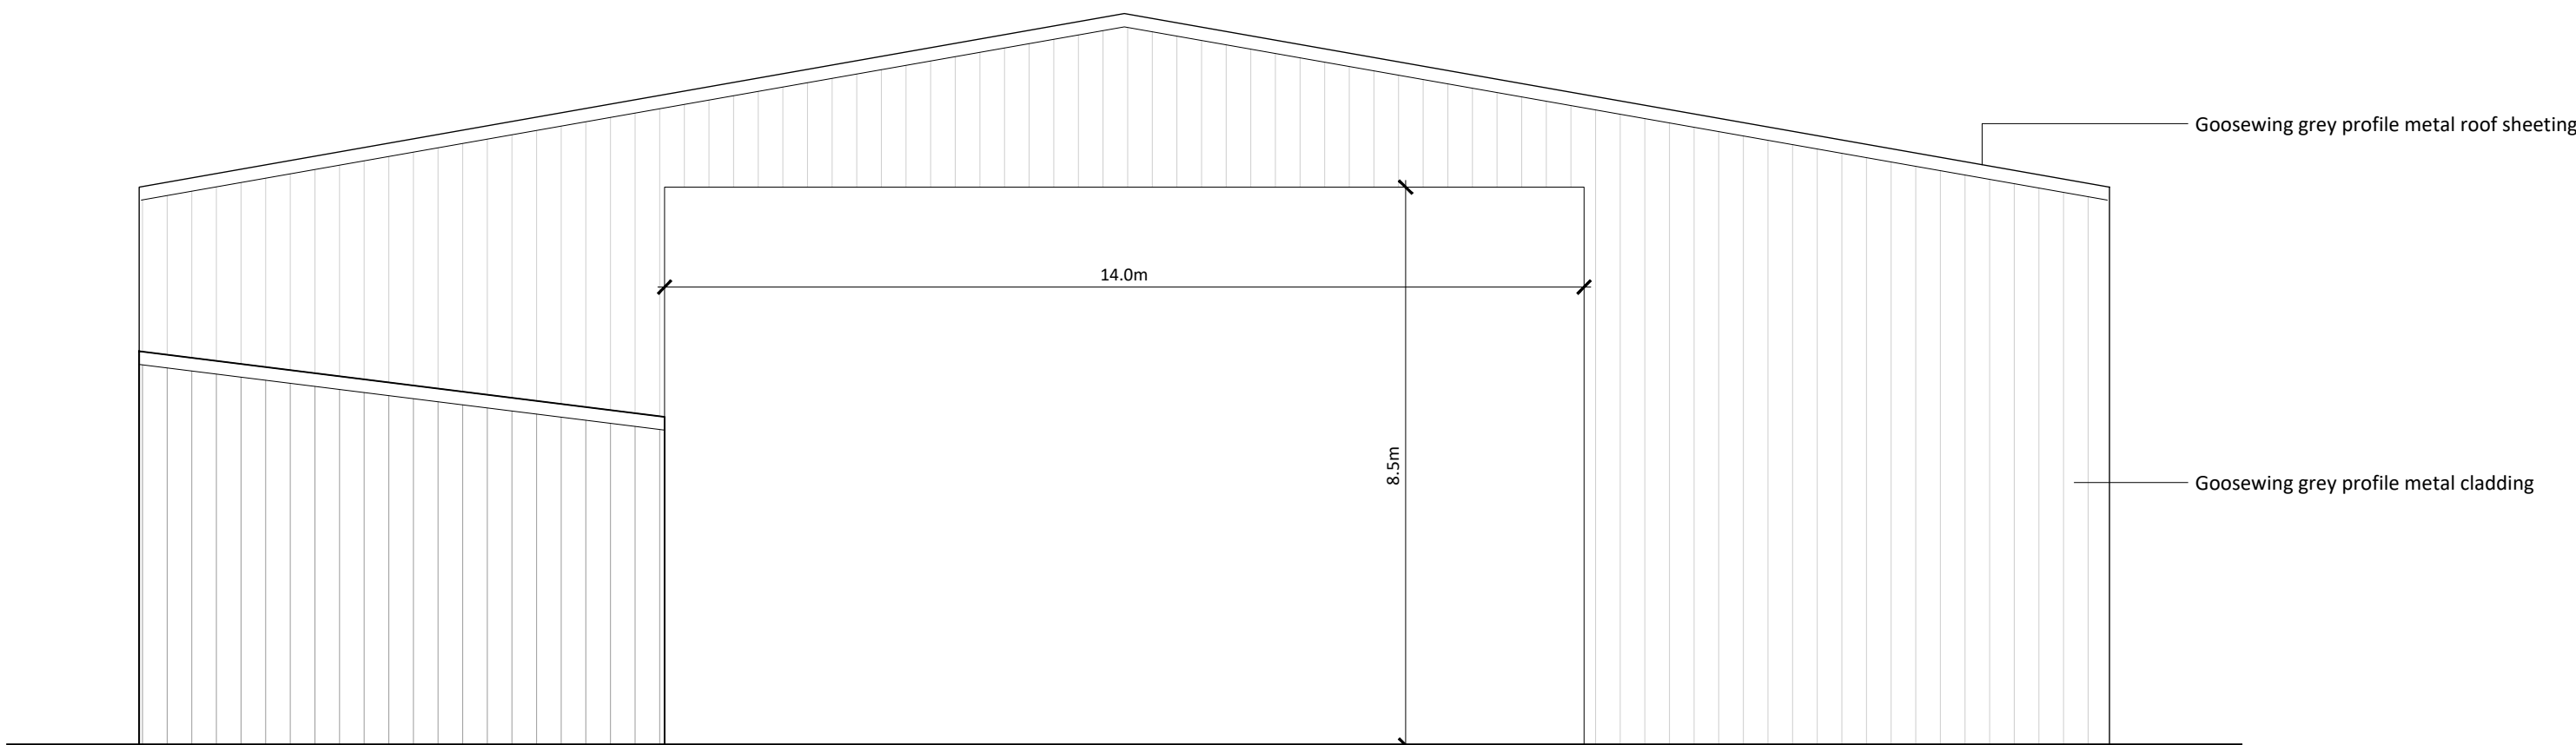 Goosewing grey profile metal roof sheeting
14.0m
8.5m
Goosewing grey profile metal cladding